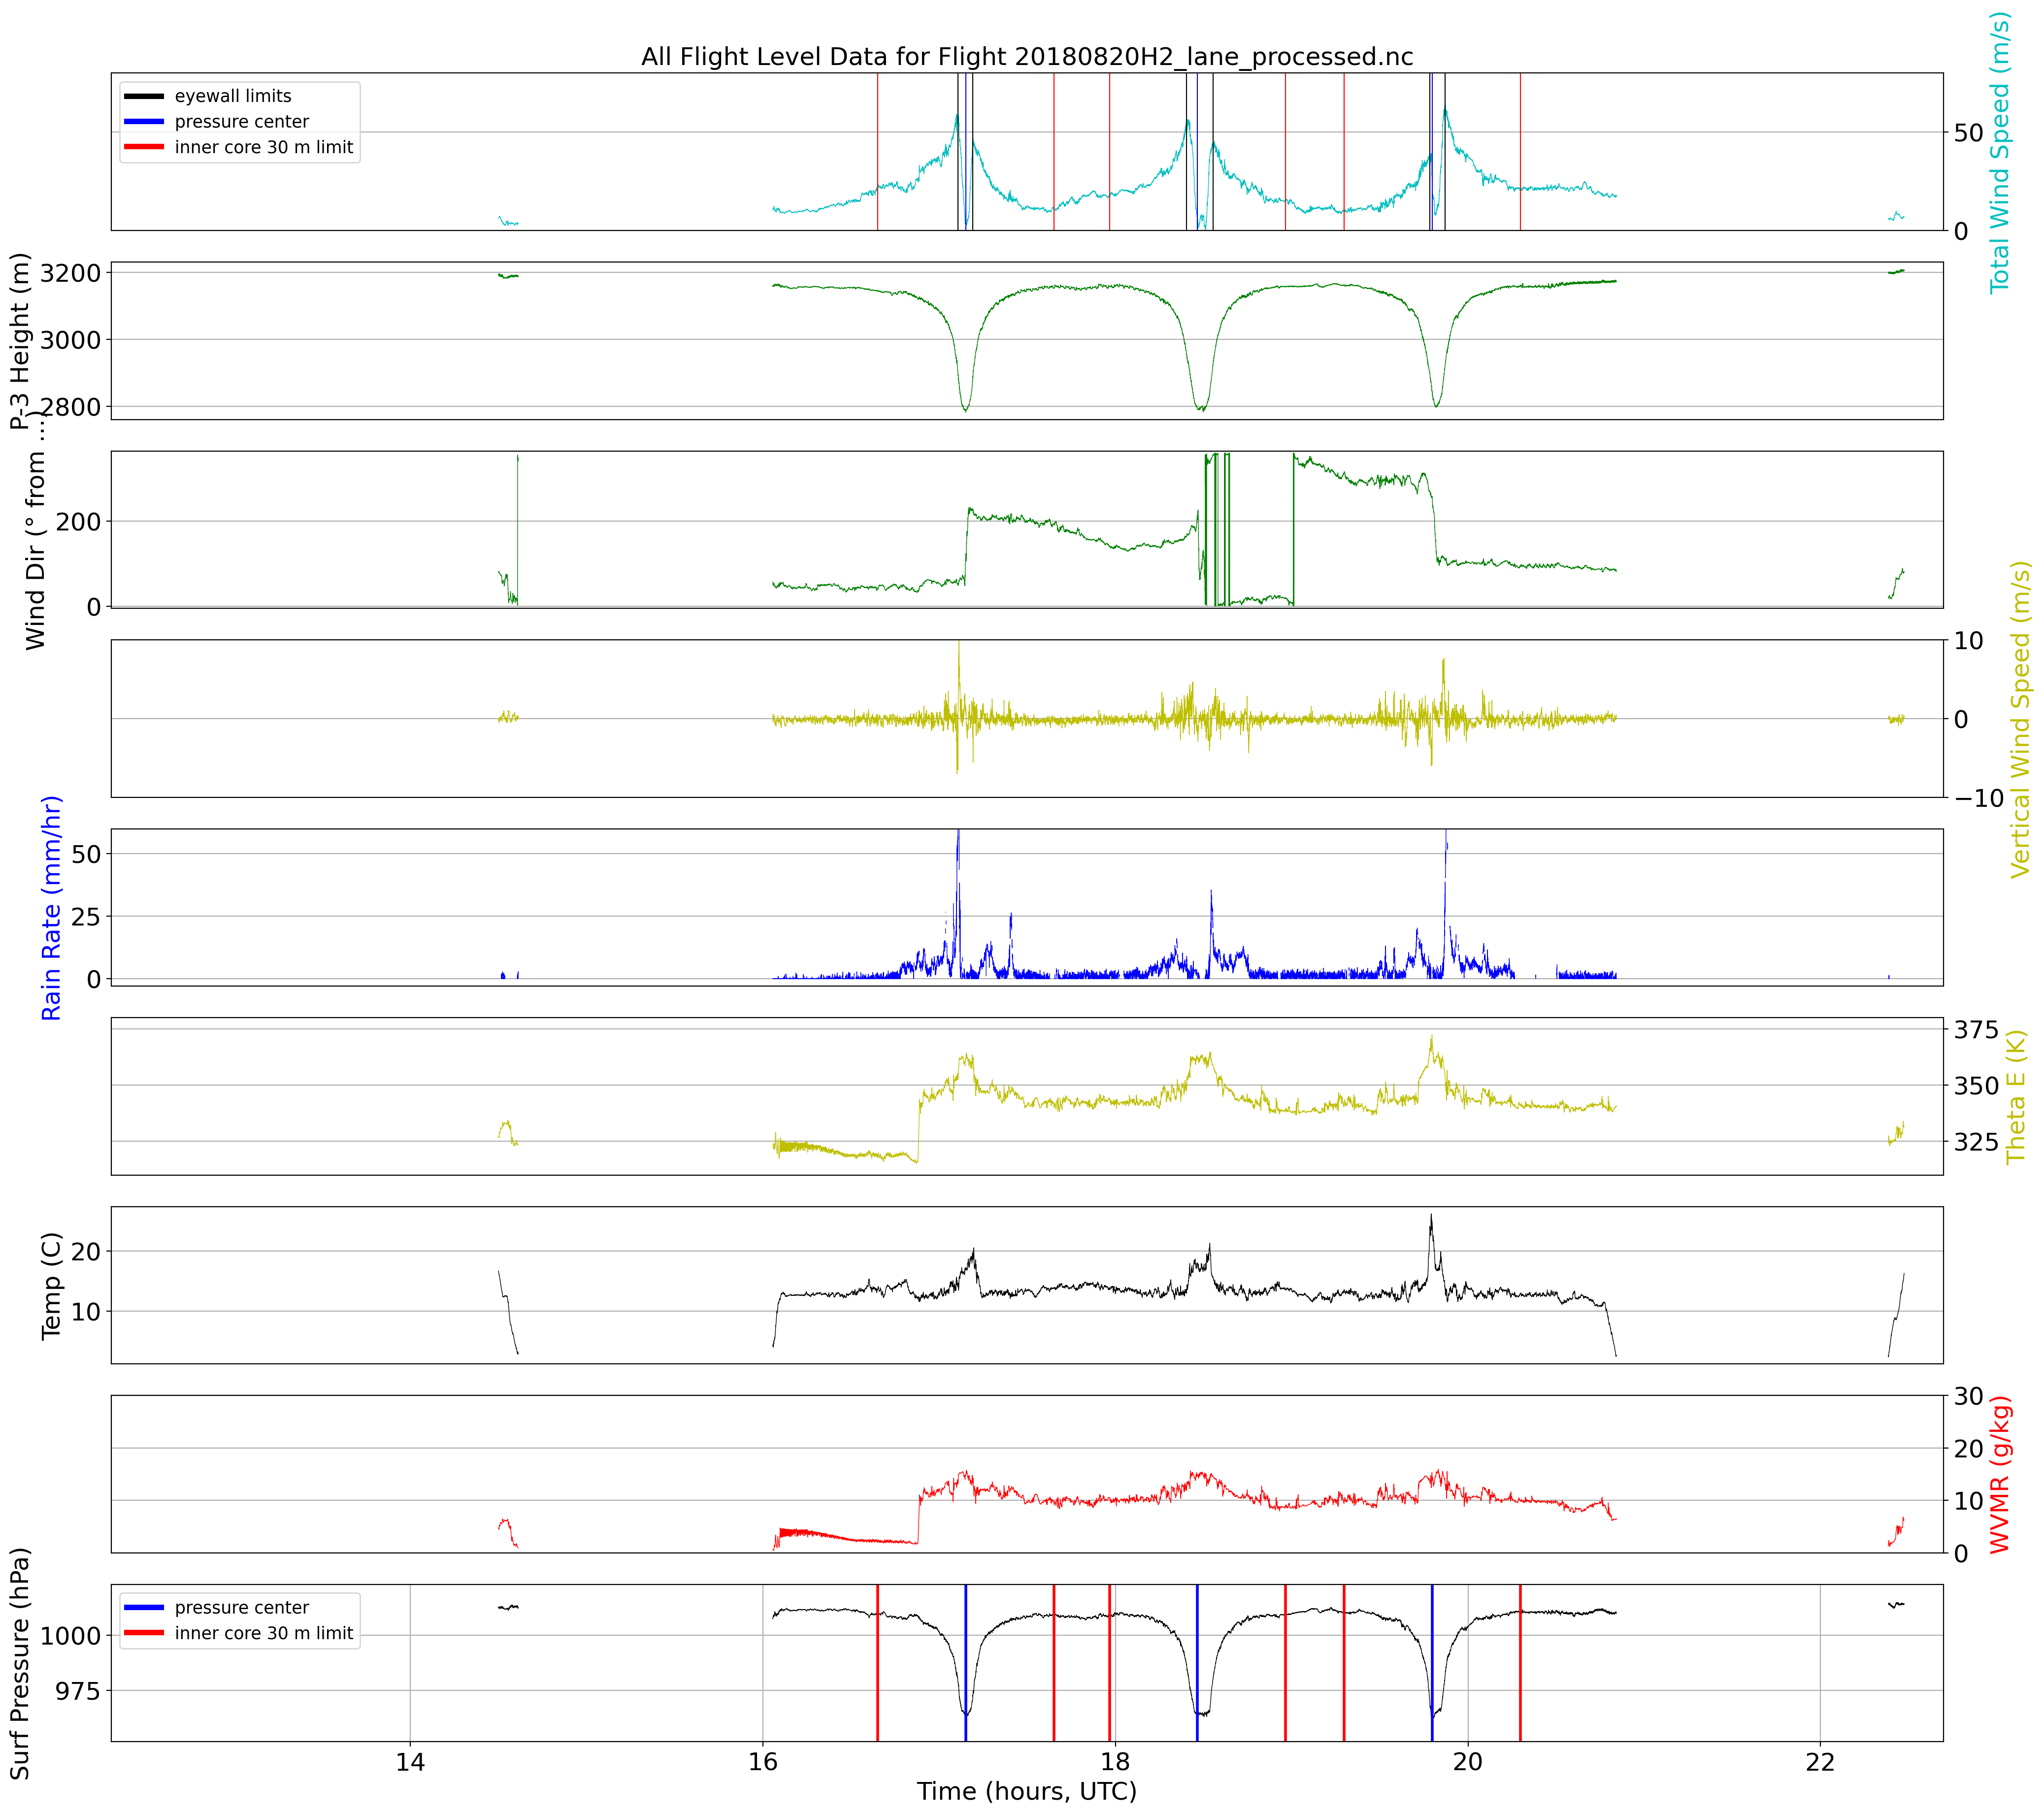 All Flight Level Data for Flight 20180820H2_lane_processed.nc
eyewall limits
pressure center
inner core 30 m limit
50
0
Total Wind Speed (m/s)
P-3 Height (m)
3200
3000
2800
Wind Dir (° from ...)
200
0
10
0
−10
Vertical Wind Speed (m/s)
Rain Rate (mm/hr)
50
25
0
375
350
325
Theta E (K)
Temp (C)
20
10
30
20
10
0
WVMR (g/kg)
Surf Pressure (hPa)
pressure center
inner core 30 m limit
1000
975
14 16 18 20 22
Time (hours, UTC)